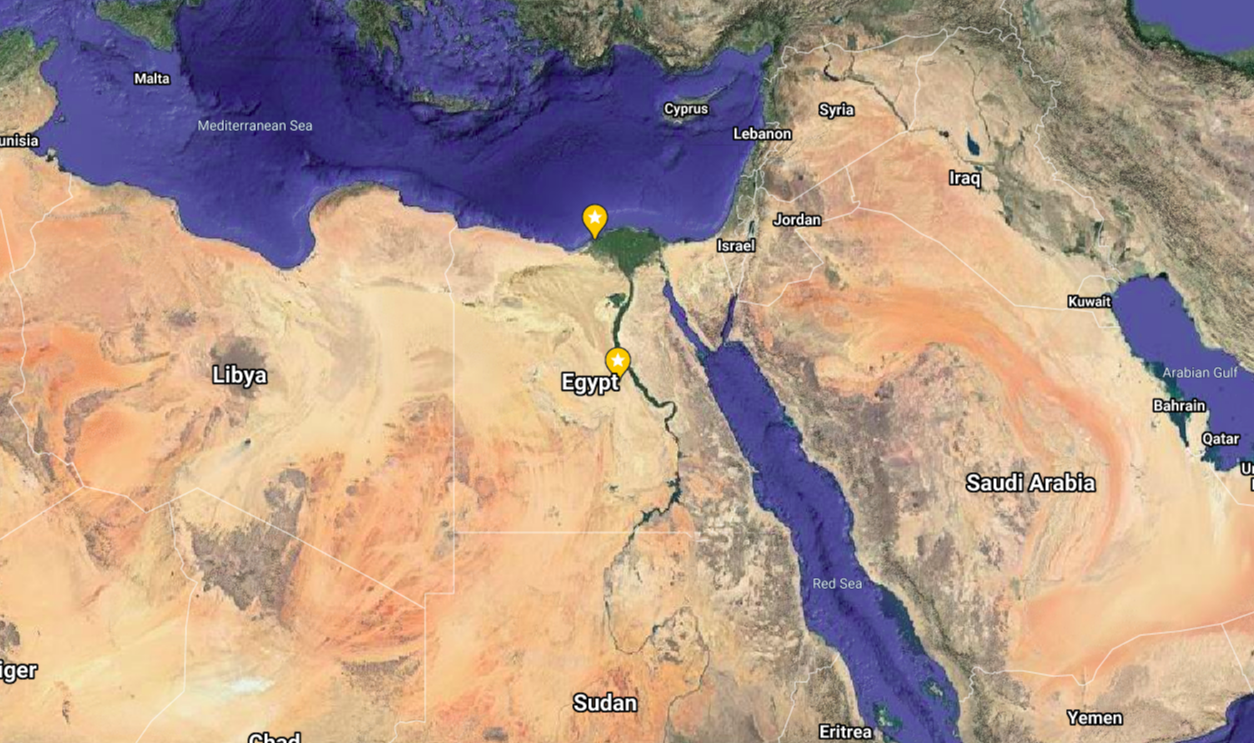 Malta
Mediterranean Sea
Cyprus
Syria
Lebanon
unisia
Iraq
Jordan
Israel
Kuwait
Arabian Gulf
Libya
Egypt
Bahrain
Qatar
Saudi Arabia
Red Sea
iger
Sudan
Yemen
Eritrea
Chad